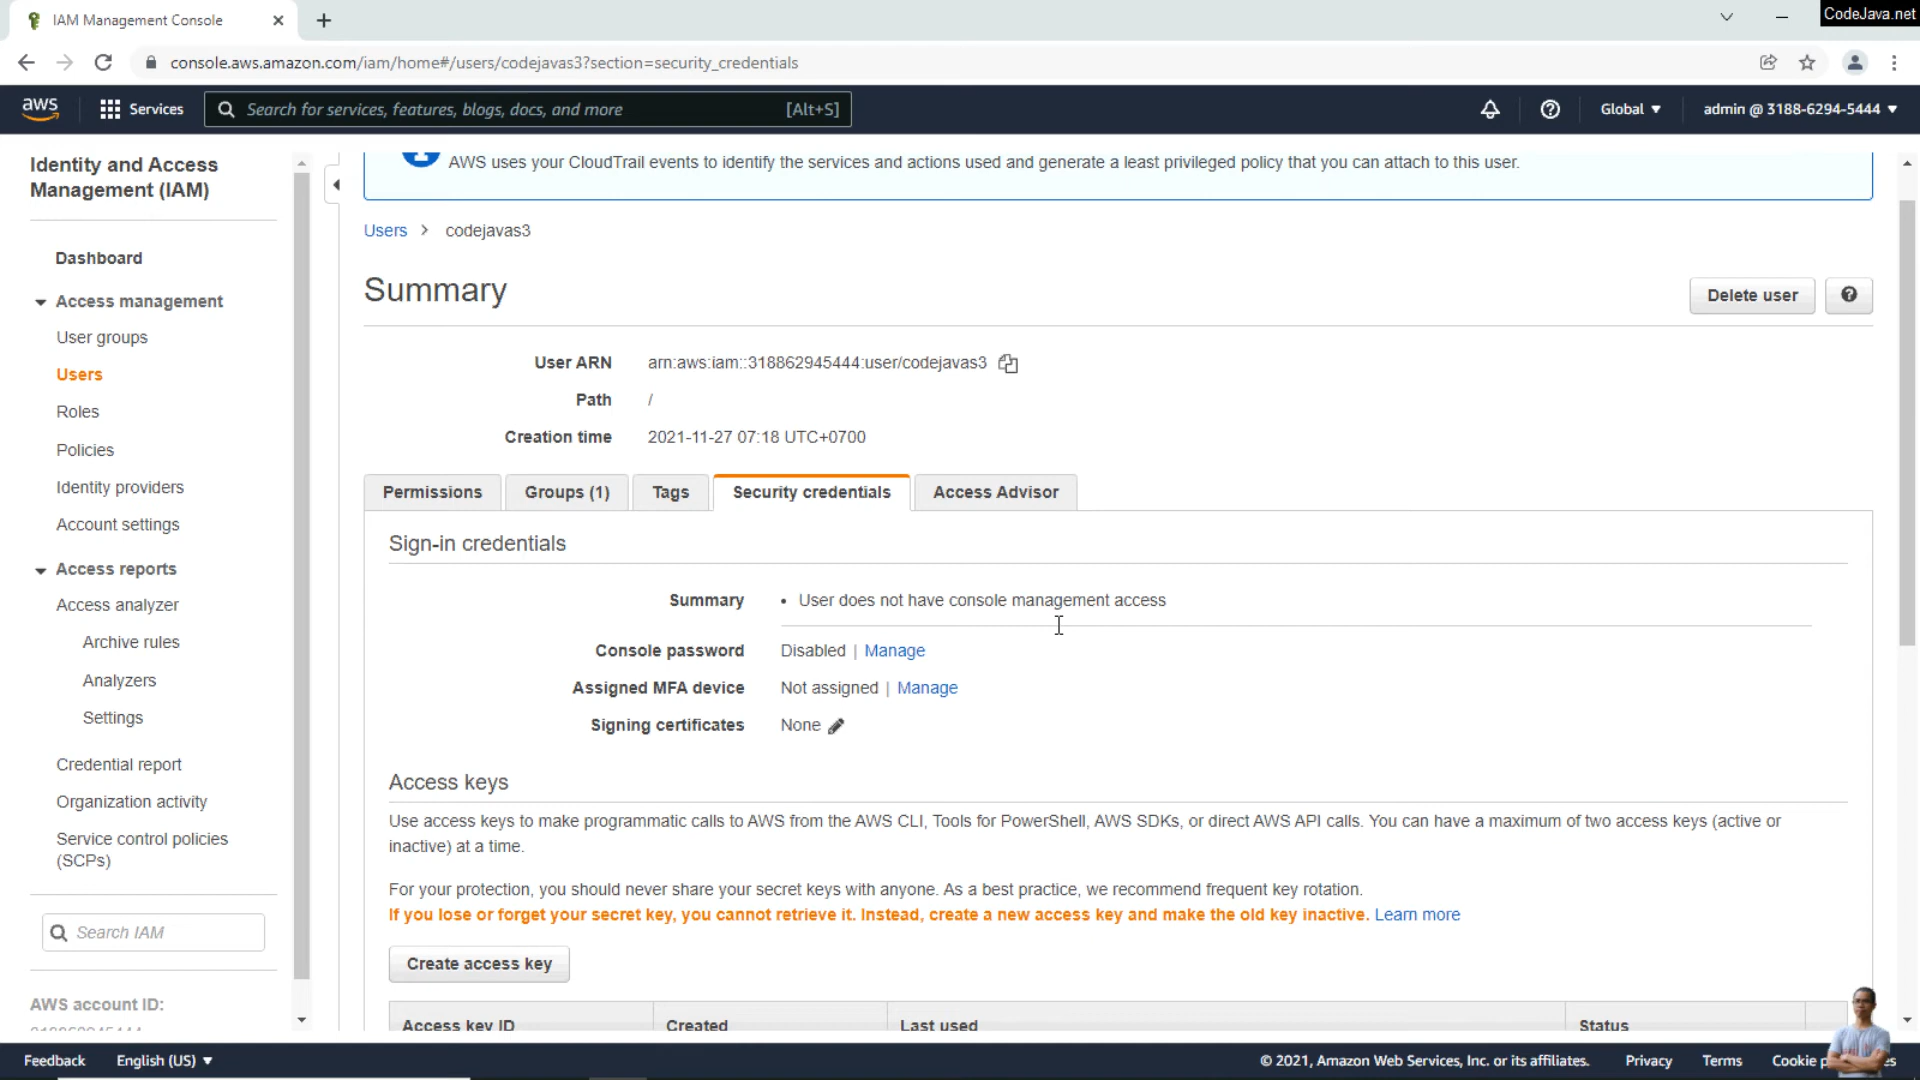 IAM Management Console
CodeJava.net
console.aws.amazon.com/iam/home#/users/codejavas3?section=security_credentials
aws
Services
Search for services, features, blogs, docs, and more
[Alt+S]
Global
admin @ 3188-6294-5444
Identity and Access
Management (IAM)
Dashboard
Access management
User groups
Users
Roles
Policies
Identity providers
Account settings
Access reports
Access analyzer
Archive rules
Analyzers
Settings
Credential report
Organization activity
Service control policies
(SCPs)
Search IAM
AWS account ID:
AWS uses your CloudTrail events to identify the services and actions used and generate a least privileged policy that you can attach to this user.
Users > codejavas3
Summary
Delete user
User ARN arn:aws:iam::318862945444:user/codejavas3
Path /
Creation time 2021-11-27 07:18 UTC+0700
Permissions
Groups (1)
Tags
Security credentials
Access Advisor
Sign-in credentials
Summary • User does not have console management access
Console password Disabled | Manage
Assigned MFA device Not assigned | Manage
Signing certificates None
Access keys
Use access keys to make programmatic calls to AWS from the AWS CLI, Tools for PowerShell, AWS SDKs, or direct AWS API calls. You can have a maximum of two access keys (active or
inactive) at a time.
For your protection, you should never share your secret keys with anyone. As a best practice, we recommend frequent key rotation.
If you lose or forget your secret key, you cannot retrieve it. Instead, create a new access key and make the old key inactive. Learn more
Create access key
Access key ID Created Last used Status
Feedback
English (US)
© 2021, Amazon Web Services, Inc. or its affiliates.
Privacy
Terms
Cookie